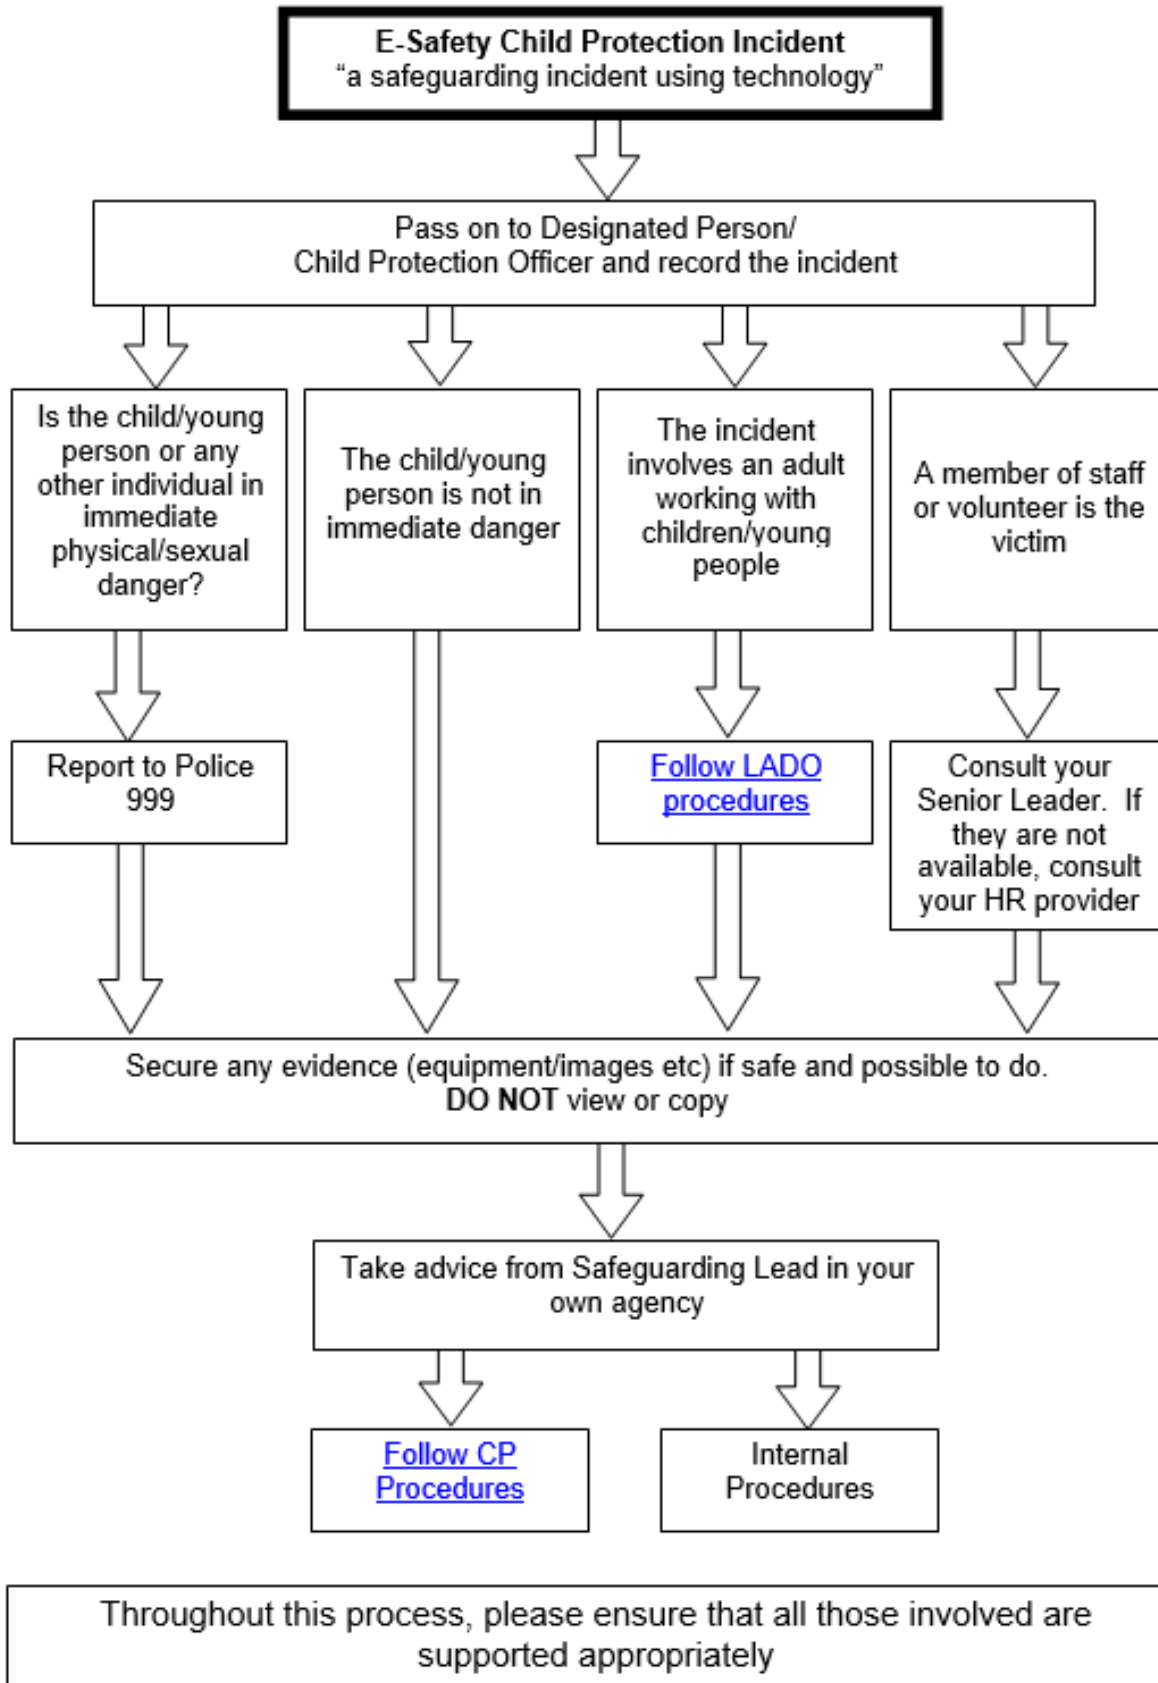 E-Safety Child Protection Incident
“a safeguarding incident using technology”
Pass on to Designated Person/
Child Protection Officer and record the incident
Is the child/young
person or any
other individual in
immediate
physical/sexual
danger?
The child/young
person is not in
immediate danger
The incident
involves an adult
working with
children/young
people
A member of staff
or volunteer is the
victim
Report to Police
999
Follow LADO
procedures
Consult your
Senior Leader.  If
they are not
available, consult
your HR provider
Secure any evidence (equipment/images etc) if safe and possible to do.
DO NOT view or copy
Take advice from Safeguarding Lead in your
own agency
Follow CP
Procedures
Internal
Procedures
Throughout this process, please ensure that all those involved are
supported appropriately